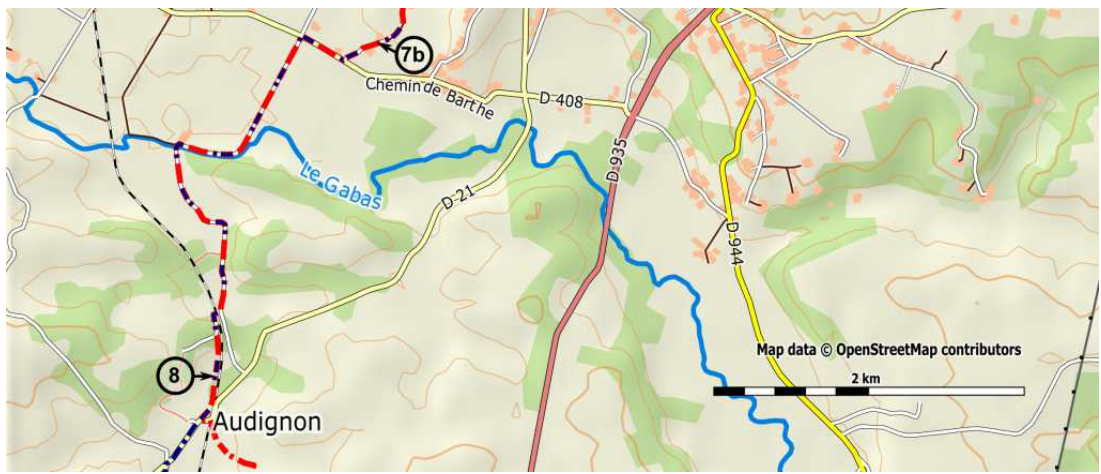 7b
Chemin de Barthe
D 408
D 935
Le Gabas
D 21
D 944
Map data © OpenStreetMap contributors
8
2 km
Audignon